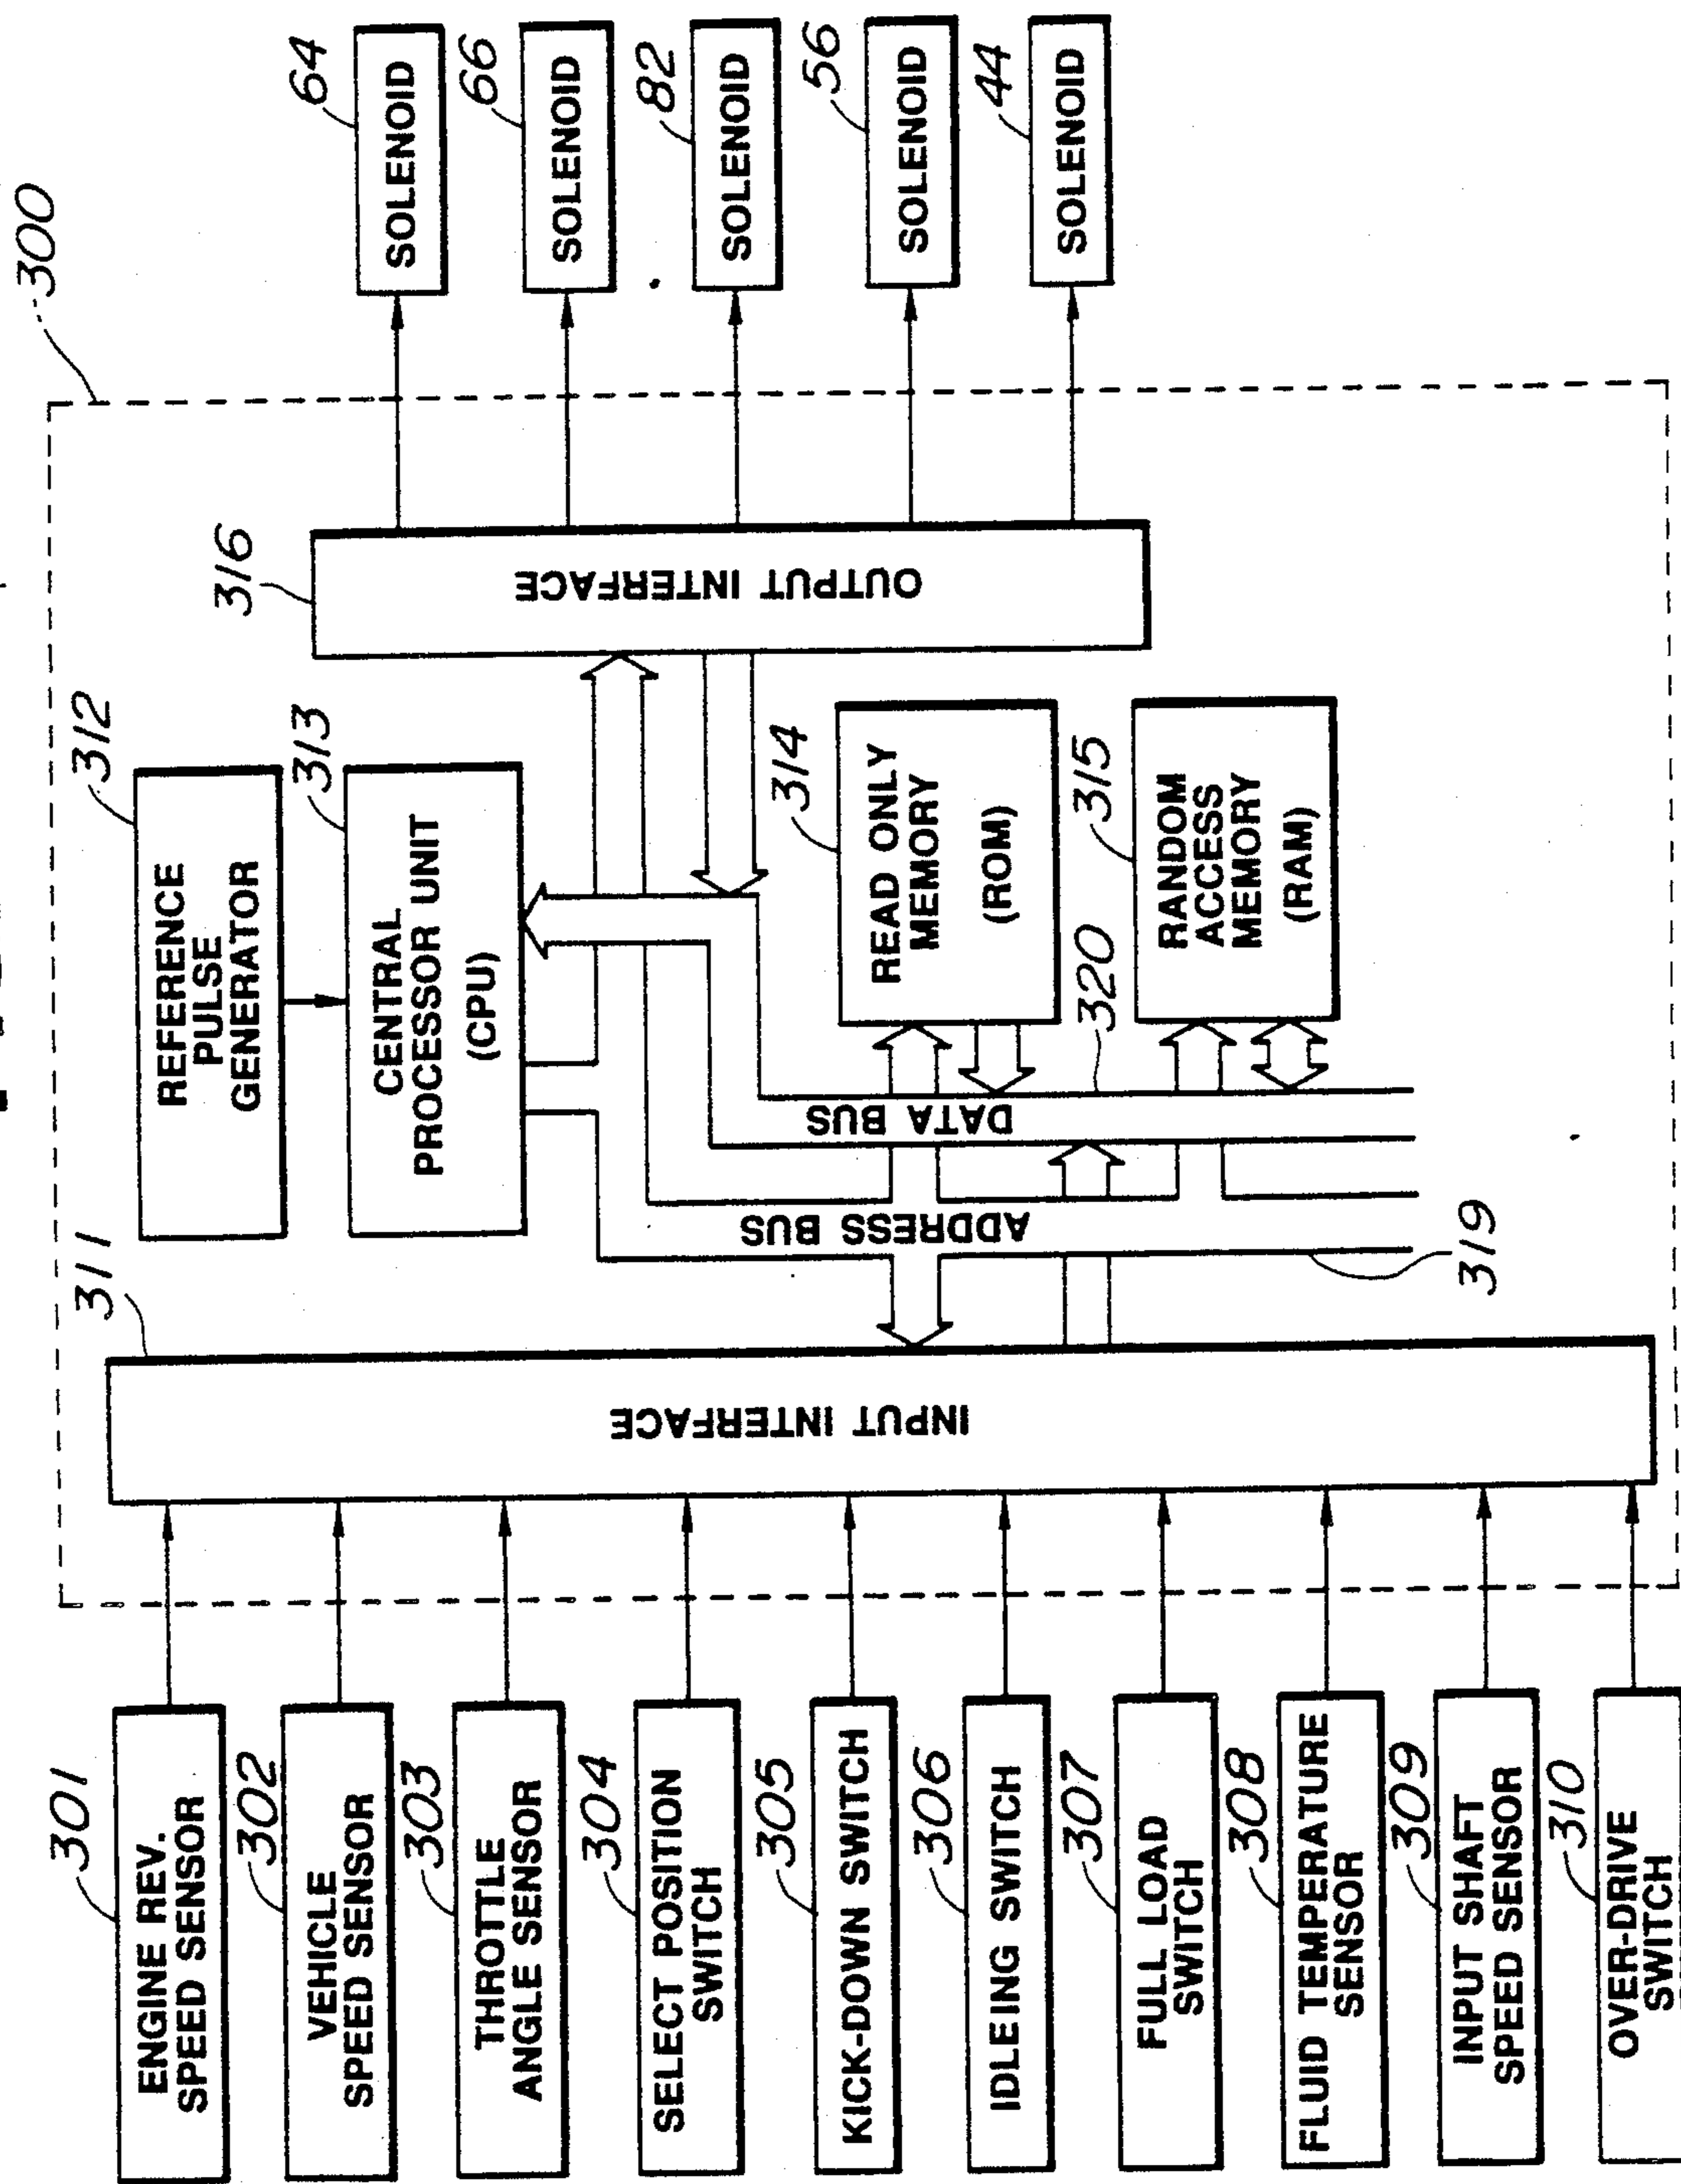 300
301
ENGINE REV.
SPEED SENSOR
302
VEHICLE
SPEED SENSOR
303
THROTTLE
ANGLE SENSOR
304
SELECT POSITION
SWITCH
305
KICK-DOWN SWITCH
306
IDLEING SWITCH
307
FULL LOAD
SWITCH
308
FLUID TEMPERATURE
SENSOR
309
INPUT SHAFT
SPEED SENSOR
310
OVER-DRIVE
SWITCH
311
INPUT INTERFACE
312
REFERENCE
PULSE
GENERATOR
313
CENTRAL
PROCESSOR UNIT
(CPU)
ADDRESS BUS
319
DATA BUS
320
314
READ ONLY
MEMORY
(ROM)
315
RANDOM
ACCESS
MEMORY
(RAM)
316
OUTPUT INTERFACE
64
SOLENOID
66
SOLENOID
82
SOLENOID
56
SOLENOID
44
SOLENOID